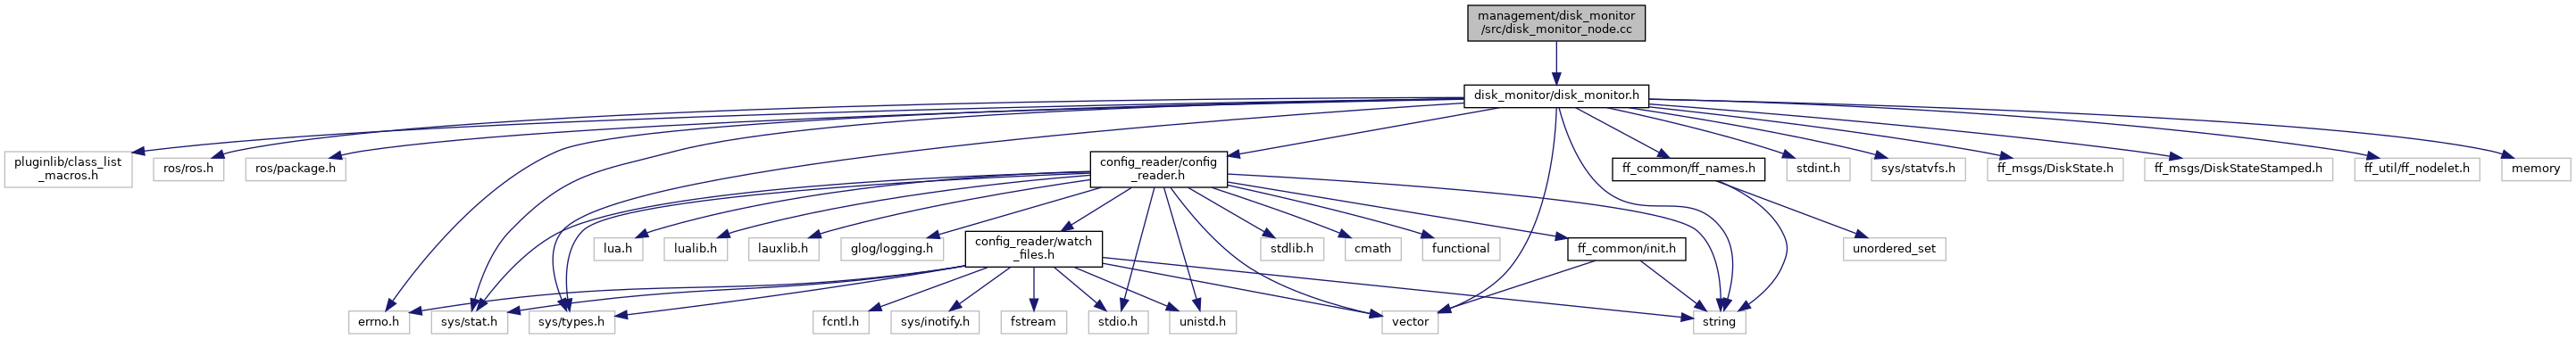 management/disk_monitor
/src/disk_monitor_node.cc
disk_monitor/disk_monitor.h
pluginlib/class_list
_macros.h
ros/ros.h
ros/package.h
config_reader/config
_reader.h
ff_common/ff_names.h
stdint.h
sys/statvfs.h
ff_msgs/DiskState.h
ff_msgs/DiskStateStamped.h
ff_util/ff_nodelet.h
memory
lua.h
lualib.h
lauxlib.h
glog/logging.h
config_reader/watch
_files.h
stdlib.h
cmath
functional
ff_common/init.h
unordered_set
errno.h
sys/stat.h
sys/types.h
fcntl.h
sys/inotify.h
fstream
stdio.h
unistd.h
vector
string